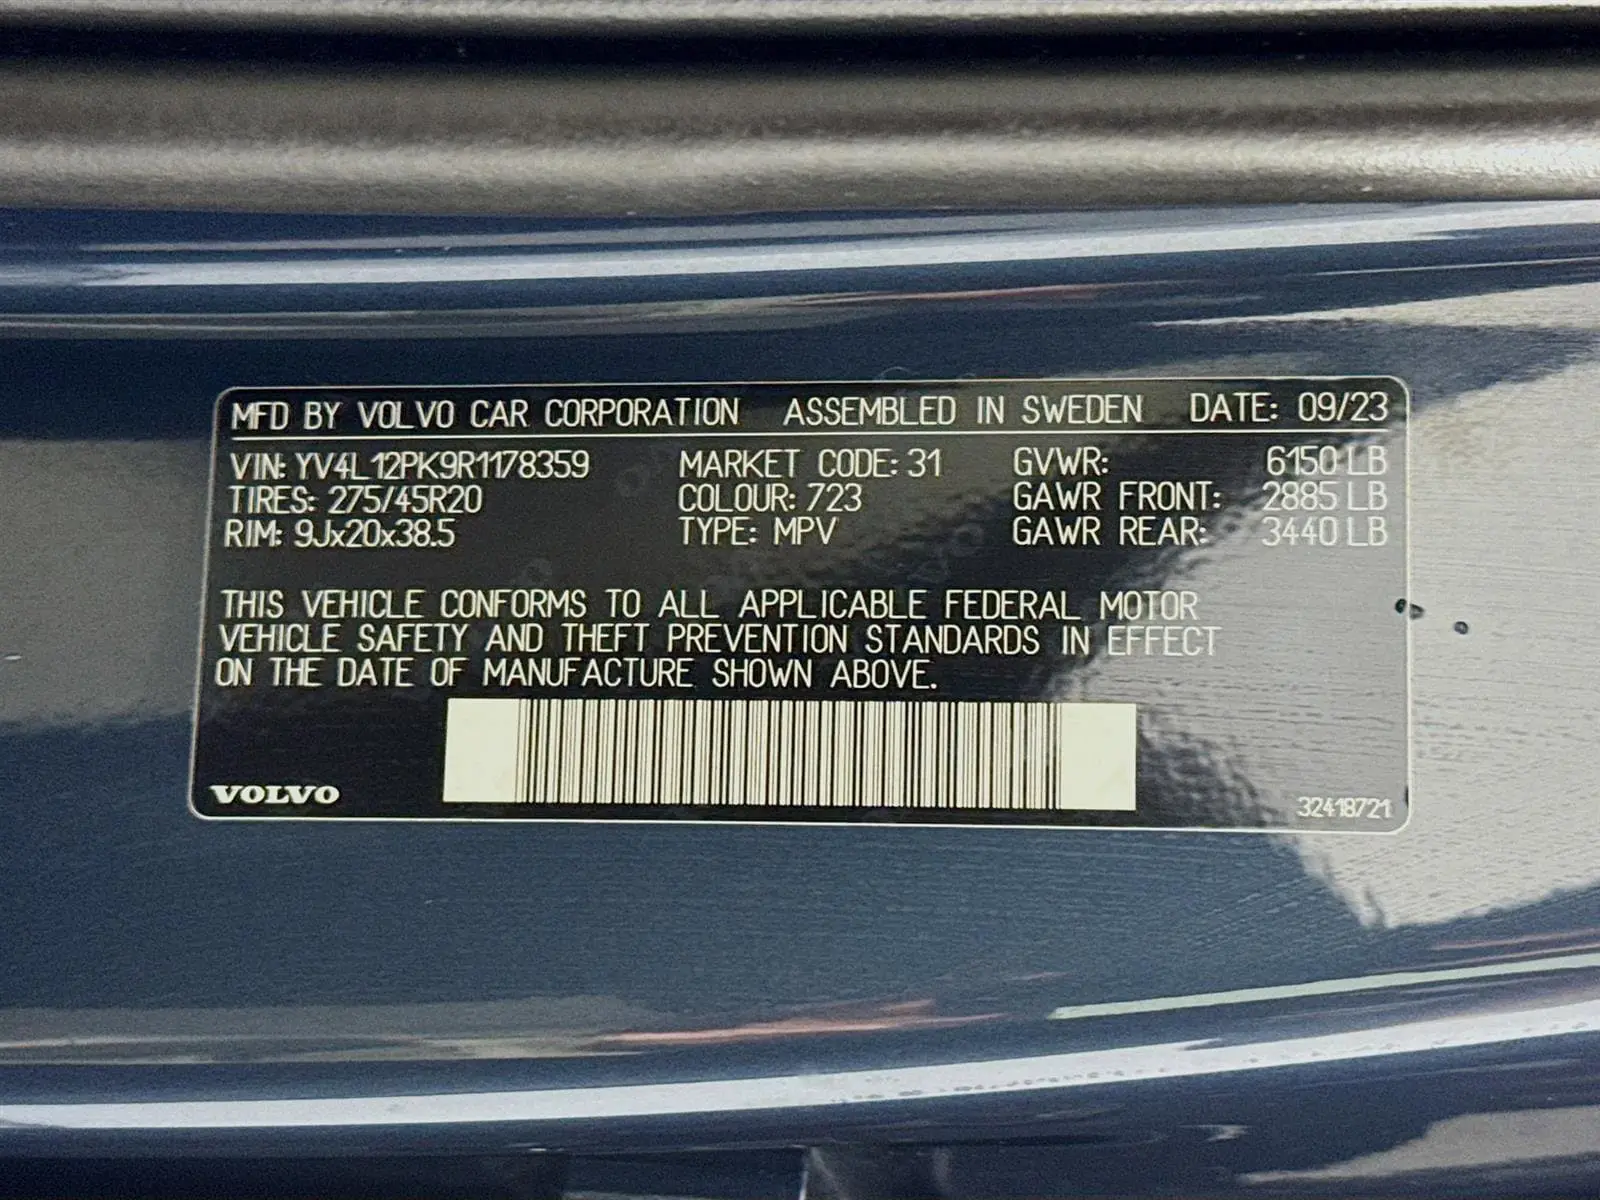 MFD BY VOLVO CAR CORPORATION ASSEMBLED IN SWEDEN DATE: 09/23
VIN: YV4L12PK9R1178359 MARKET CODE: 31 GVWR: 6150 LB
TIRES: 275/45R20 COLOUR: 723 GAWR FRONT: 2885 LB
RIM: 9Jx20x38.5 TYPE: MPV GAWR REAR: 3440 LB
THIS VEHICLE CONFORMS TO ALL APPLICABLE FEDERAL MOTOR
VEHICLE SAFETY AND THEFT PREVENTION STANDARDS IN EFFECT
ON THE DATE OF MANUFACTURE SHOWN ABOVE.
VOLVO 32418721